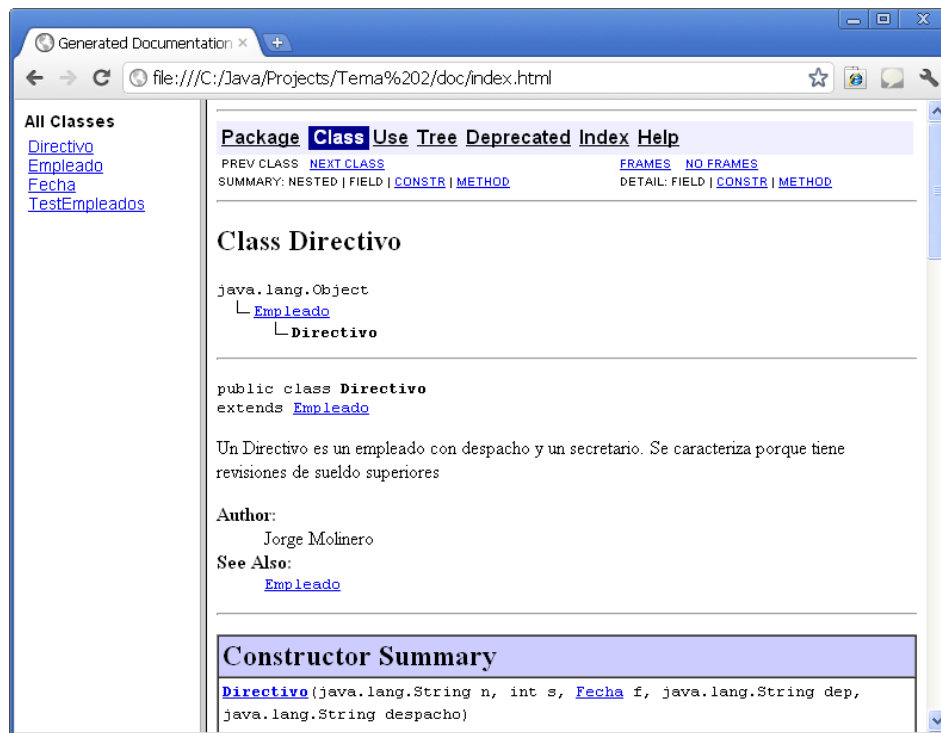 Generated Documentation
file:///C:/Java/Projects/Tema%202/doc/index.html
All Classes
Directivo
Empleado
Fecha
TestEmpleados
Package Class Use Tree Deprecated Index Help
PREV CLASS NEXT CLASS FRAMES NO FRAMES
SUMMARY: NESTED | FIELD | CONSTR | METHOD DETAIL: FIELD | CONSTR | METHOD
Class Directivo
java.lang.Object
Empleado
Directivo
public class Directivo
extends Empleado
Un Directivo es un empleado con despacho y un secretario. Se caracteriza porque tiene
revisiones de sueldo superiores
Author:
Jorge Molinero
See Also:
Empleado
Constructor Summary
Directivo(java.lang.String n, int s, Fecha f, java.lang.String dep,
java.lang.String despacho)